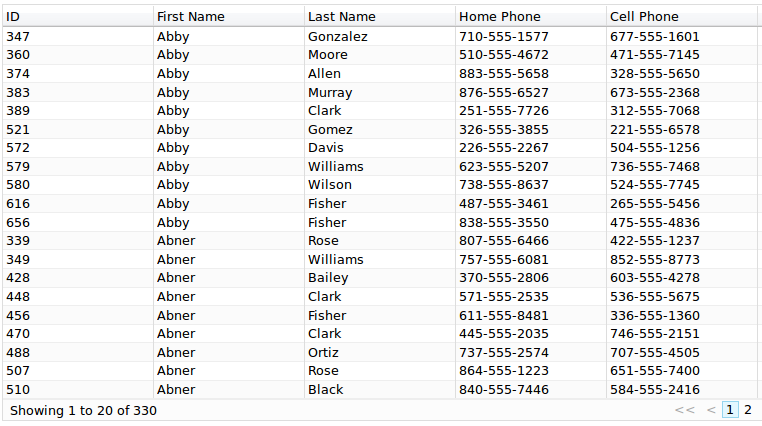 ID First Name Last Name Home Phone Cell Phone
347 Abby Gonzalez 710-555-1577 677-555-1601
360 Abby Moore 510-555-4672 471-555-7145
374 Abby Allen 883-555-5658 328-555-5650
383 Abby Murray 876-555-6527 673-555-2368
389 Abby Clark 251-555-7726 312-555-7068
521 Abby Gomez 326-555-3855 221-555-6578
572 Abby Davis 226-555-2267 504-555-1256
579 Abby Williams 623-555-5207 736-555-7468
580 Abby Wilson 738-555-8637 524-555-7745
616 Abby Fisher 487-555-3461 265-555-5456
656 Abby Fisher 838-555-3550 475-555-4836
339 Abner Rose 807-555-6466 422-555-1237
349 Abner Williams 757-555-6081 852-555-8773
428 Abner Bailey 370-555-2806 603-555-4278
448 Abner Clark 571-555-2535 536-555-5675
456 Abner Fisher 611-555-8481 336-555-1360
470 Abner Clark 445-555-2035 746-555-2151
488 Abner Ortiz 737-555-2574 707-555-4505
507 Abner Rose 864-555-1223 651-555-7400
510 Abner Black 840-555-7446 584-555-2416
Showing 1 to 20 of 330 << < 1 2